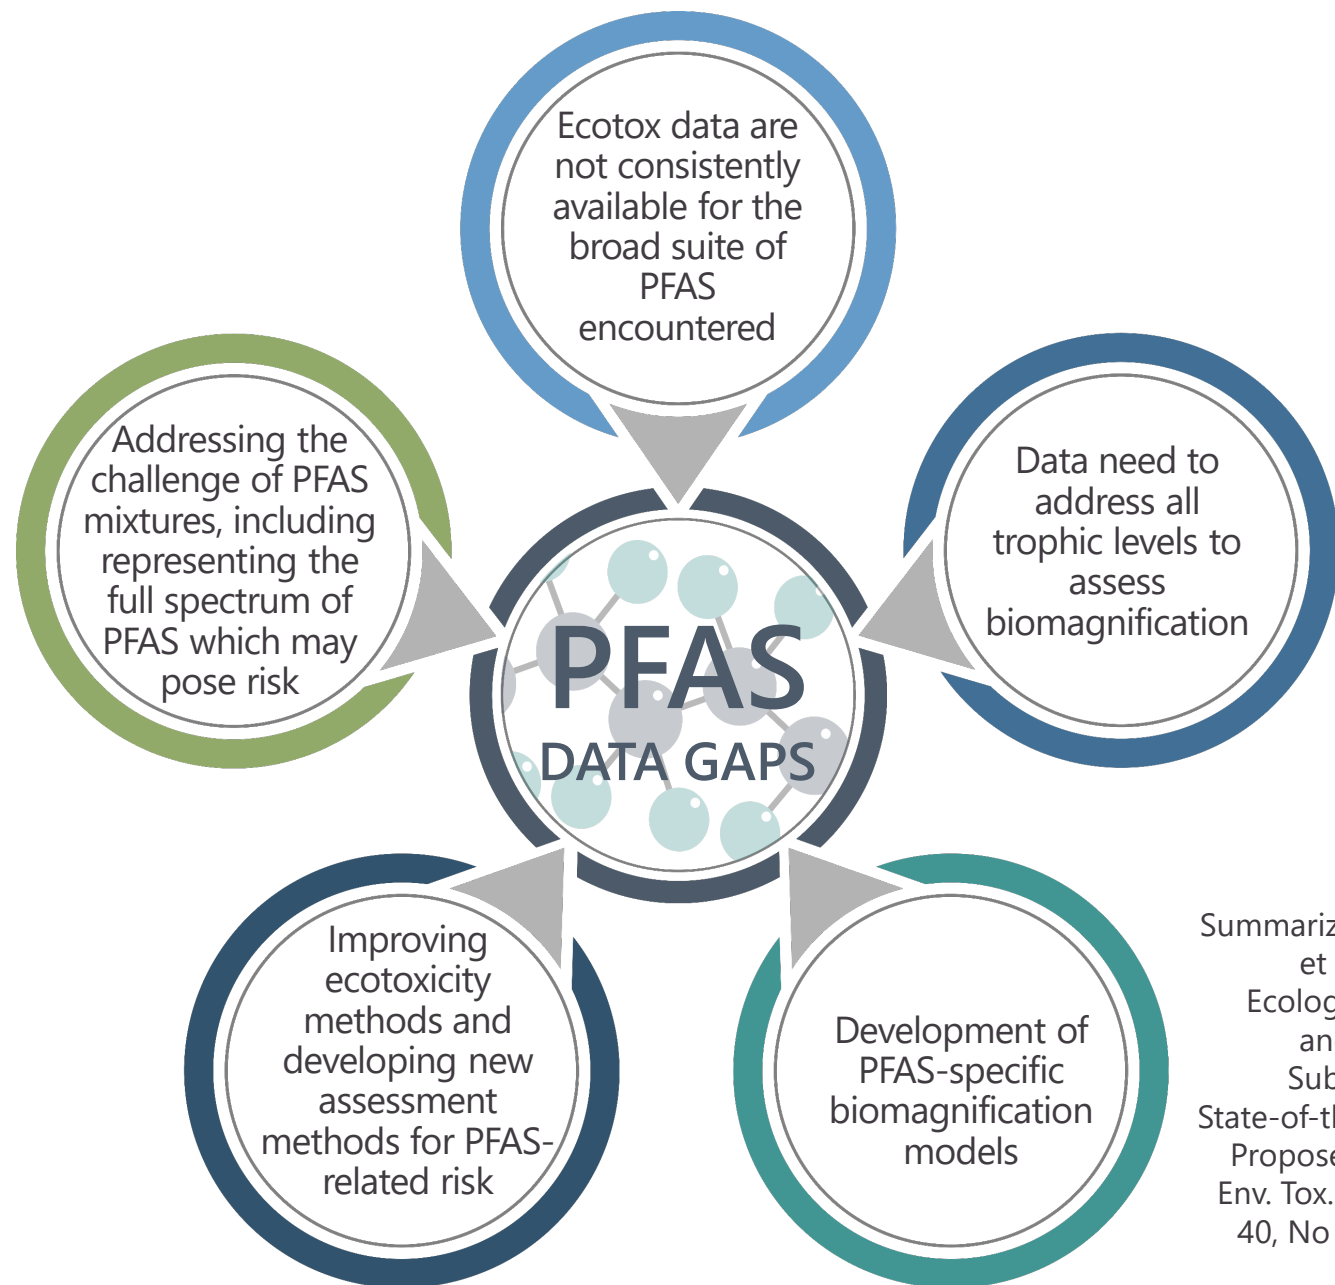 Ecotox data are
not consistently
available for the
broad suite of
PFAS
encountered
Addressing the
challenge of PFAS
mixtures, including
representing the
full spectrum of
PFAS which may
pose risk
Data need to
address all
trophic levels to
assess
biomagnification
PFAS
DATA GAPS
Improving
ecotoxicity
methods and
developing new
assessment
methods for PFAS-
related risk
Development of
PFAS-specific
biomagnification
models
et
Env. Tox.
40, No